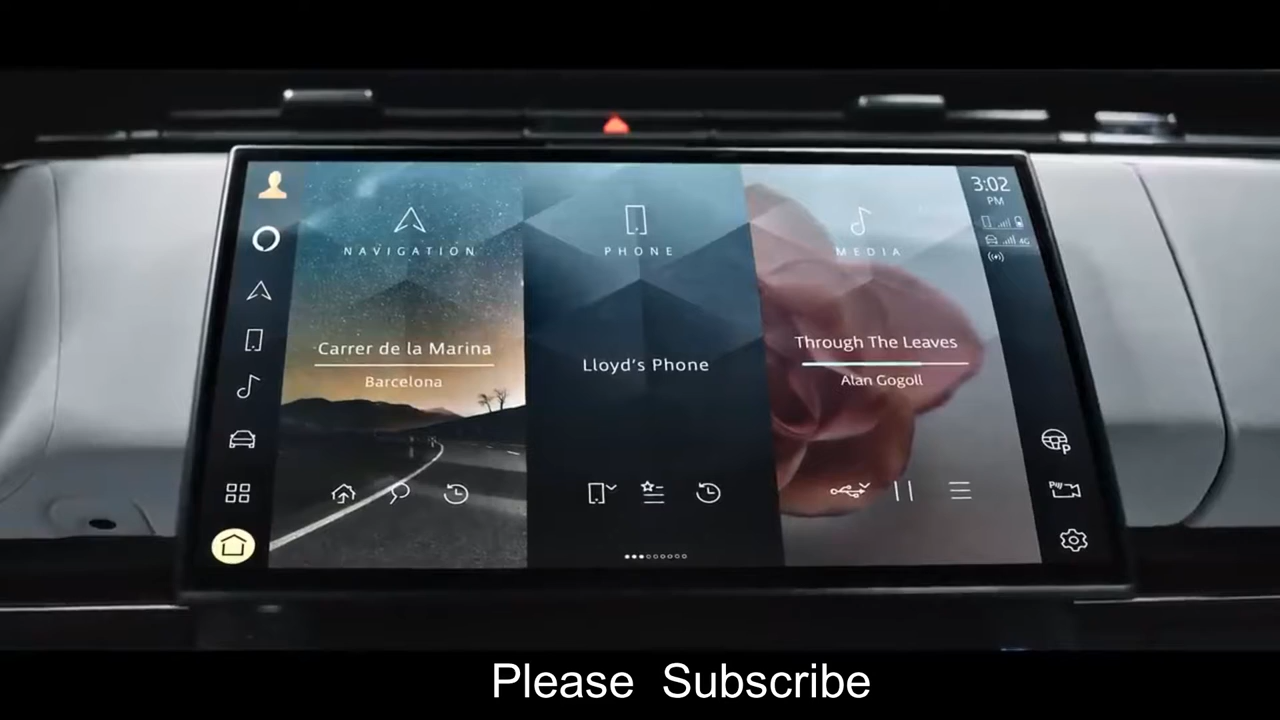 NAVIGATION
Carrer de la Marina
Barcelona
PHONE
Lloyd's Phone
MEDIA
Through The Leaves
Alan Gogoll
3:02
PM
4G
P
Please Subscribe